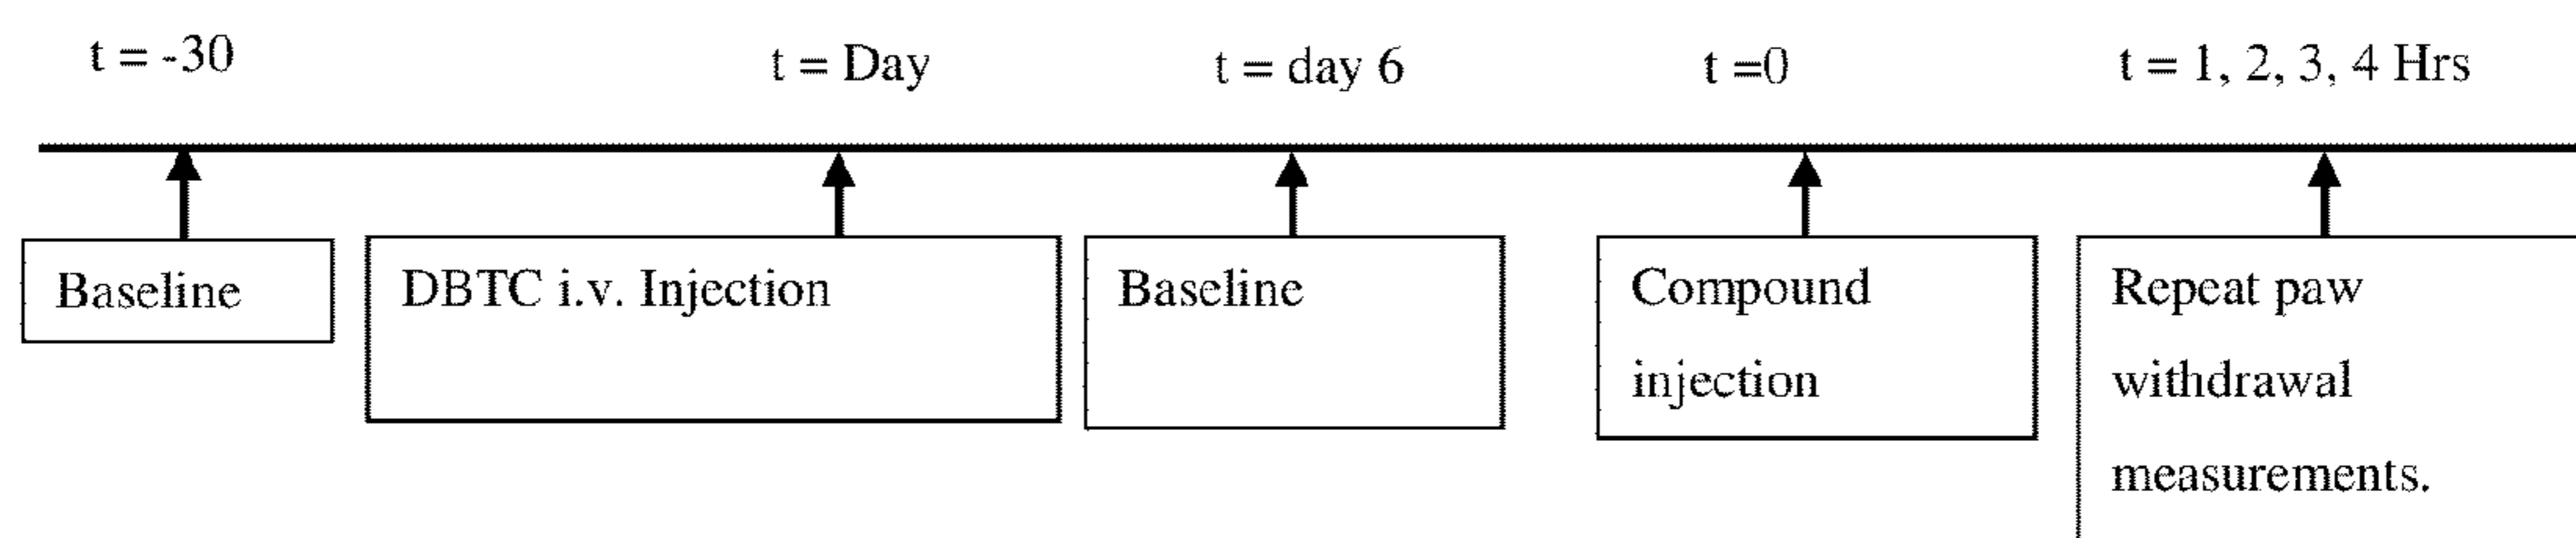 t = -30
t = Day
t = day 6
t =0
t = 1, 2, 3, 4 Hrs
Baseline
DBTC i.v. Injection
Baseline
Compound
injection
Repeat paw
withdrawal
measurements.